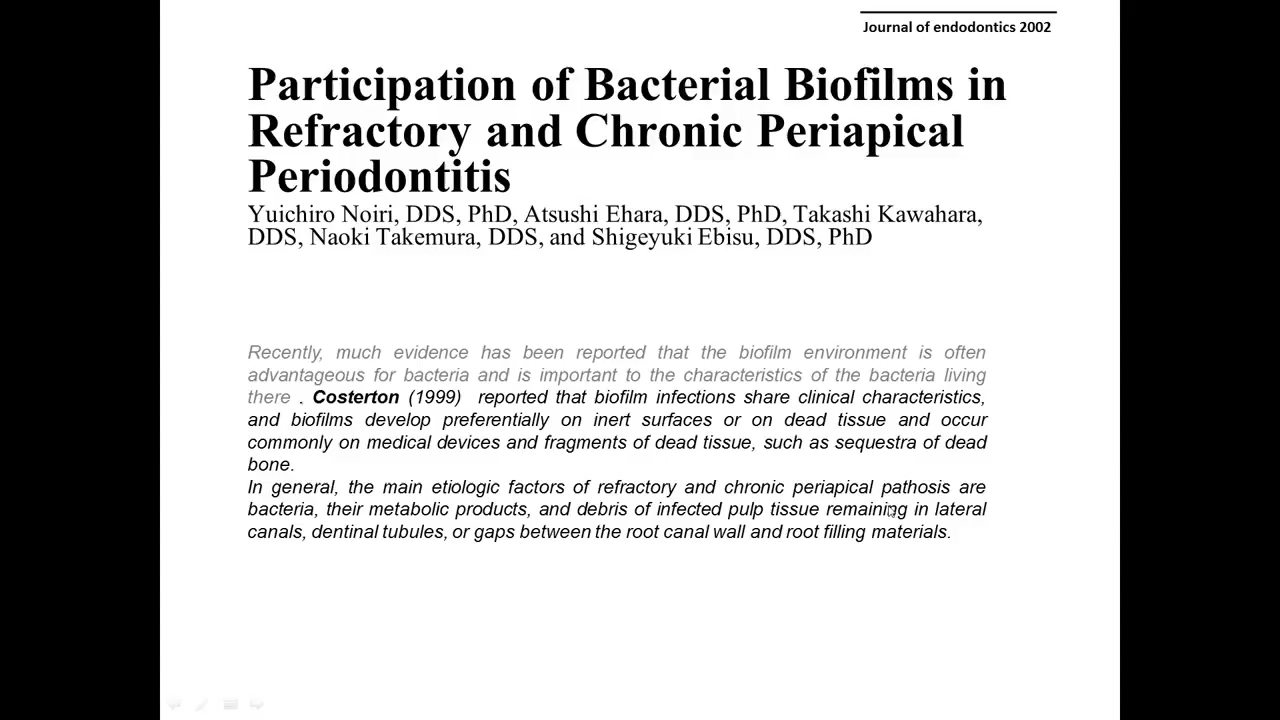 Journal of endodontics 2002
Participation of Bacterial Biofilms in
Refractory and Chronic Periapical
Periodontitis
Yuichiro Noiri, DDS, PhD, Atsushi Ehara, DDS, PhD, Takashi Kawahara,
DDS, Naoki Takemura, DDS, and Shigeyuki Ebisu, DDS, PhD
Recently, much evidence has been reported that the biofilm environment is often
advantageous for bacteria and is important to the characteristics of the bacteria living
there . Costerton (1999) reported that biofilm infections share clinical characteristics,
and biofilms develop preferentially on inert surfaces or on dead tissue and occur
commonly on medical devices and fragments of dead tissue, such as sequestra of dead
bone.
In general, the main etiologic factors of refractory and chronic periapical pathosis are
bacteria, their metabolic products, and debris of infected pulp tissue remaining in lateral
canals, dentinal tubules, or gaps between the root canal wall and root filling materials.